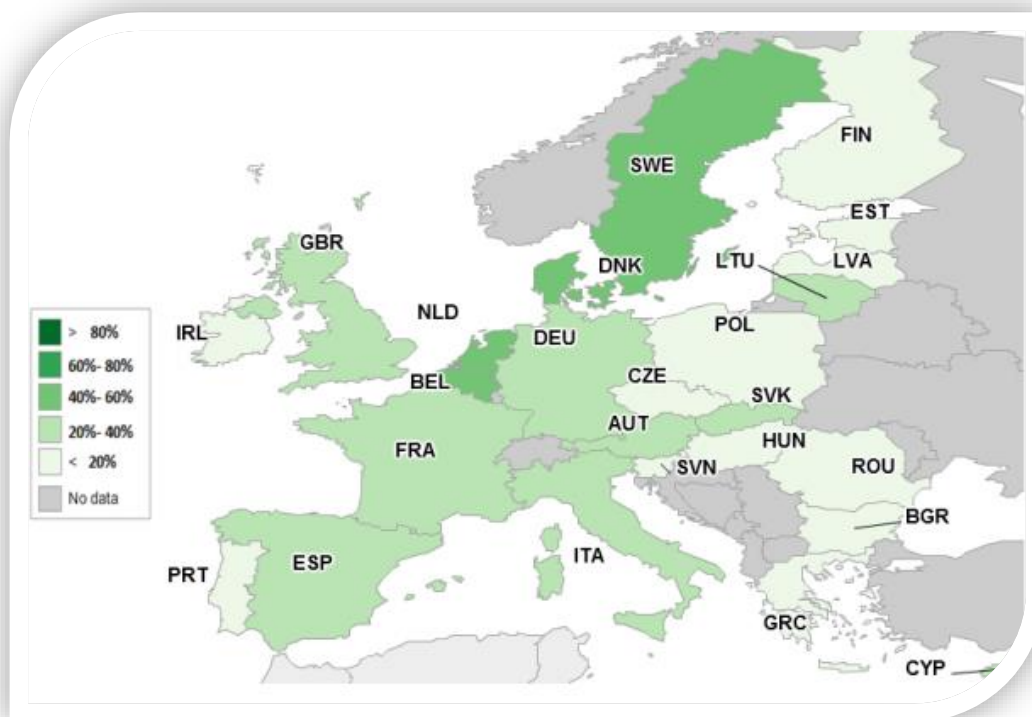 FIN
SWE
EST
GBR
DNK
LTU
LVA
NLD
IRL
DEU
POL
BEL
CZE
SVK
AUT
FRA
HUN
SVN
ROU
BGR
ESP
ITA
PRT
GRC
CYP
> 80%
60%- 80%
40%- 60%
20%- 40%
< 20%
No data